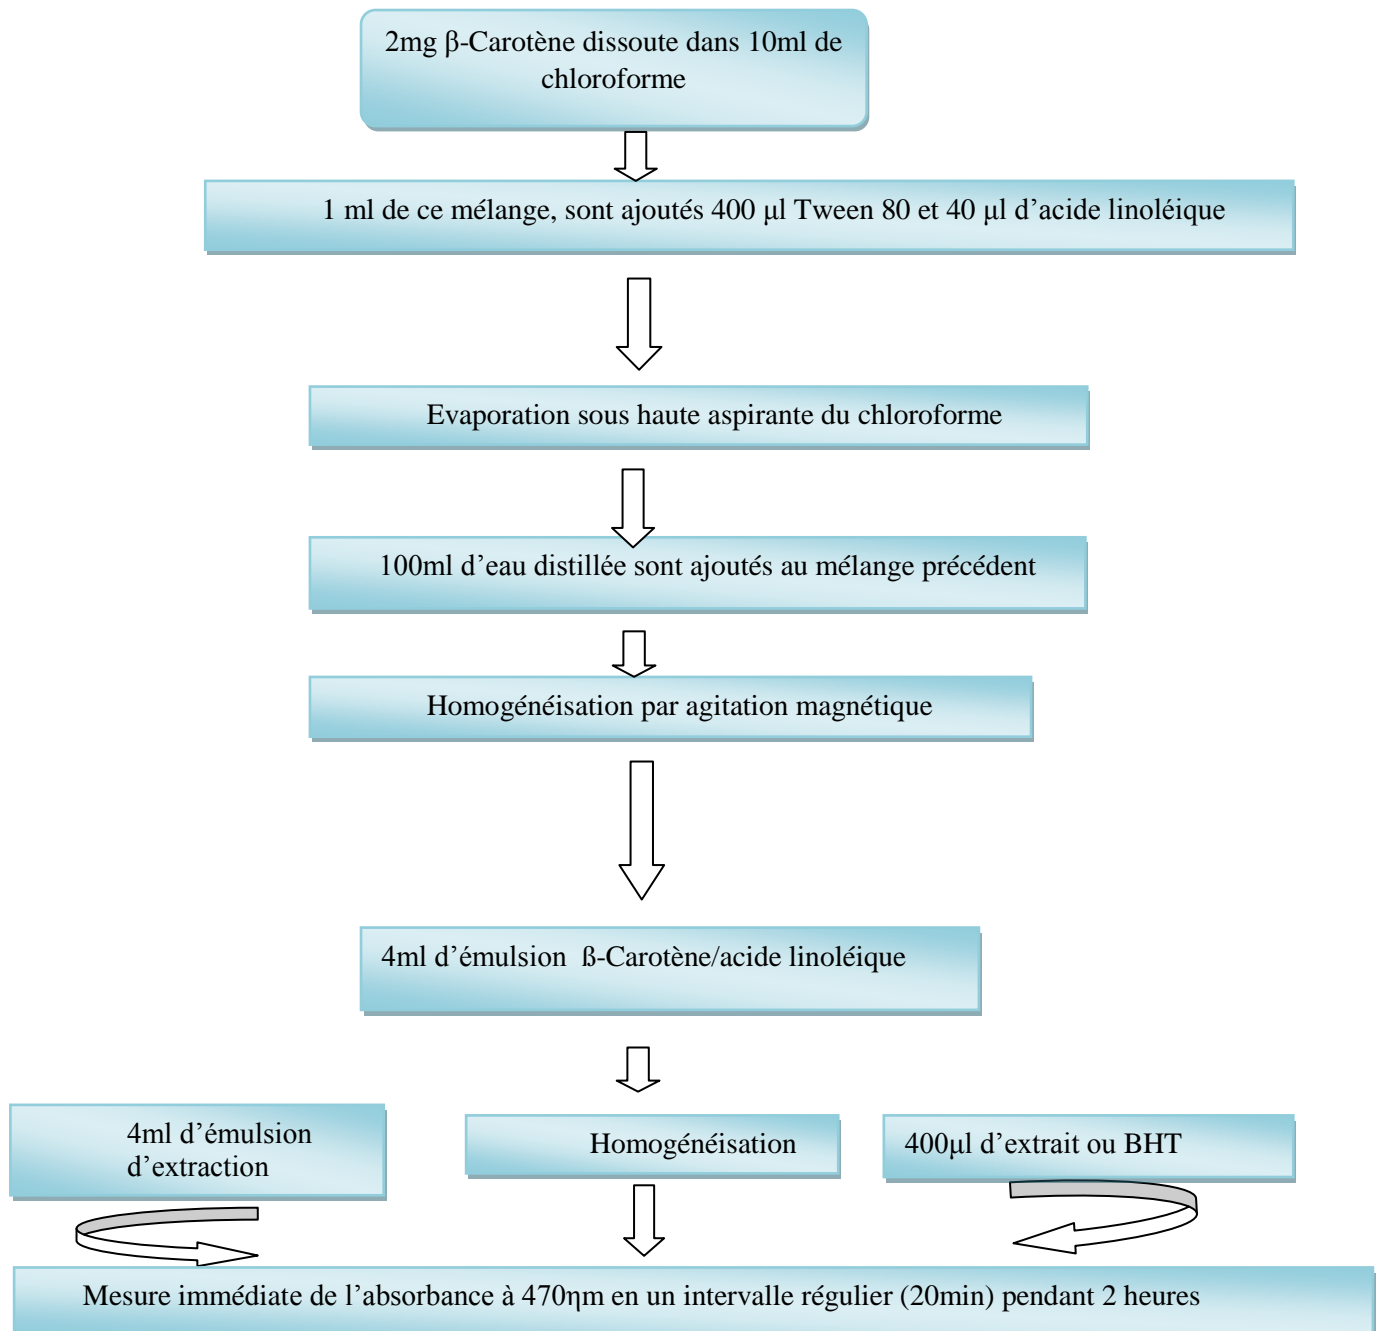 2mg β-Carotène dissoute dans 10ml de
chloroforme
1 ml de ce mélange, sont ajoutés 400 µl Tween 80 et 40 µl d’acide linoléique
Evaporation sous haute aspirante du chloroforme
100ml d’eau distillée sont ajoutés au mélange précédent
Homogénéisation par agitation magnétique
4ml d’émulsion ß-Carotène/acide linoléique
4ml d’émulsion
d’extraction
Homogénéisation
400µl d’extrait ou BHT
Mesure immédiate de l’absorbance à 470ηm en un intervalle régulier (20min) pendant 2 heures